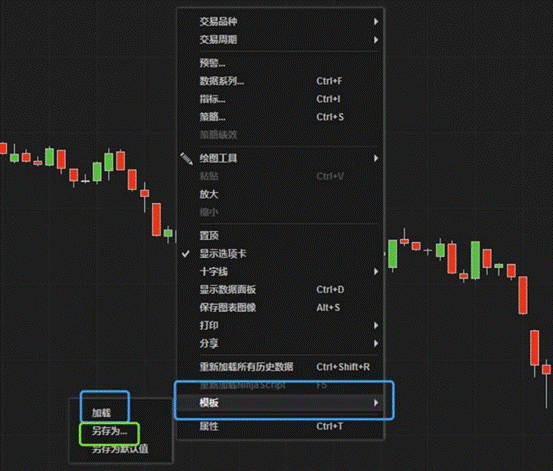 交易品种
交易周期
预警...
数据系列... Ctrl+F
指标... Ctrl+I
策略... Ctrl+S
策略绩效
绘图工具
粘贴 Ctrl+V
放大
缩小
置顶
显示选项卡
十字线
显示数据面板 Ctrl+D
保存图表图像 Alt+S
打印
分享
重新加载所有历史数据 Ctrl+Shift+R
重新加载NinjaScript F5
模板
属性 Ctrl+T
加载
另存为...
另存为默认值